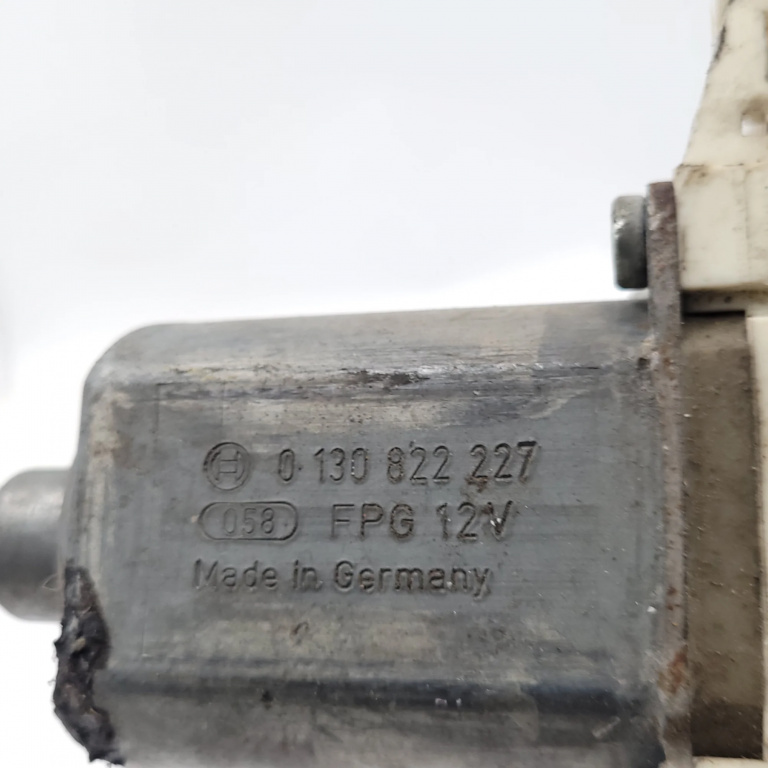 0 130 822 227
058 FPG 12V
Made in Germany